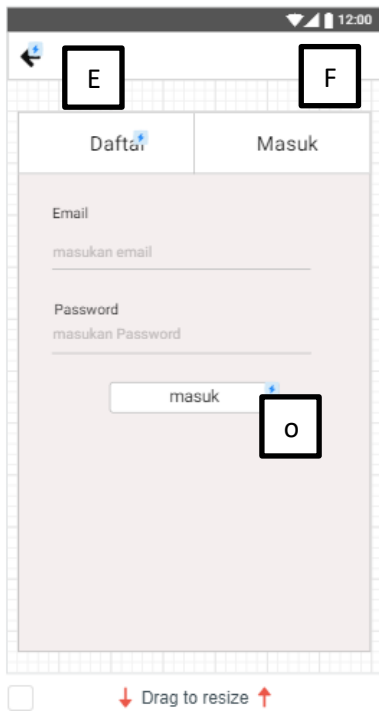 12:00
E
F
Daftar
Masuk
Email
masukan email
Password
masukan Password
masuk
o
Drag to resize